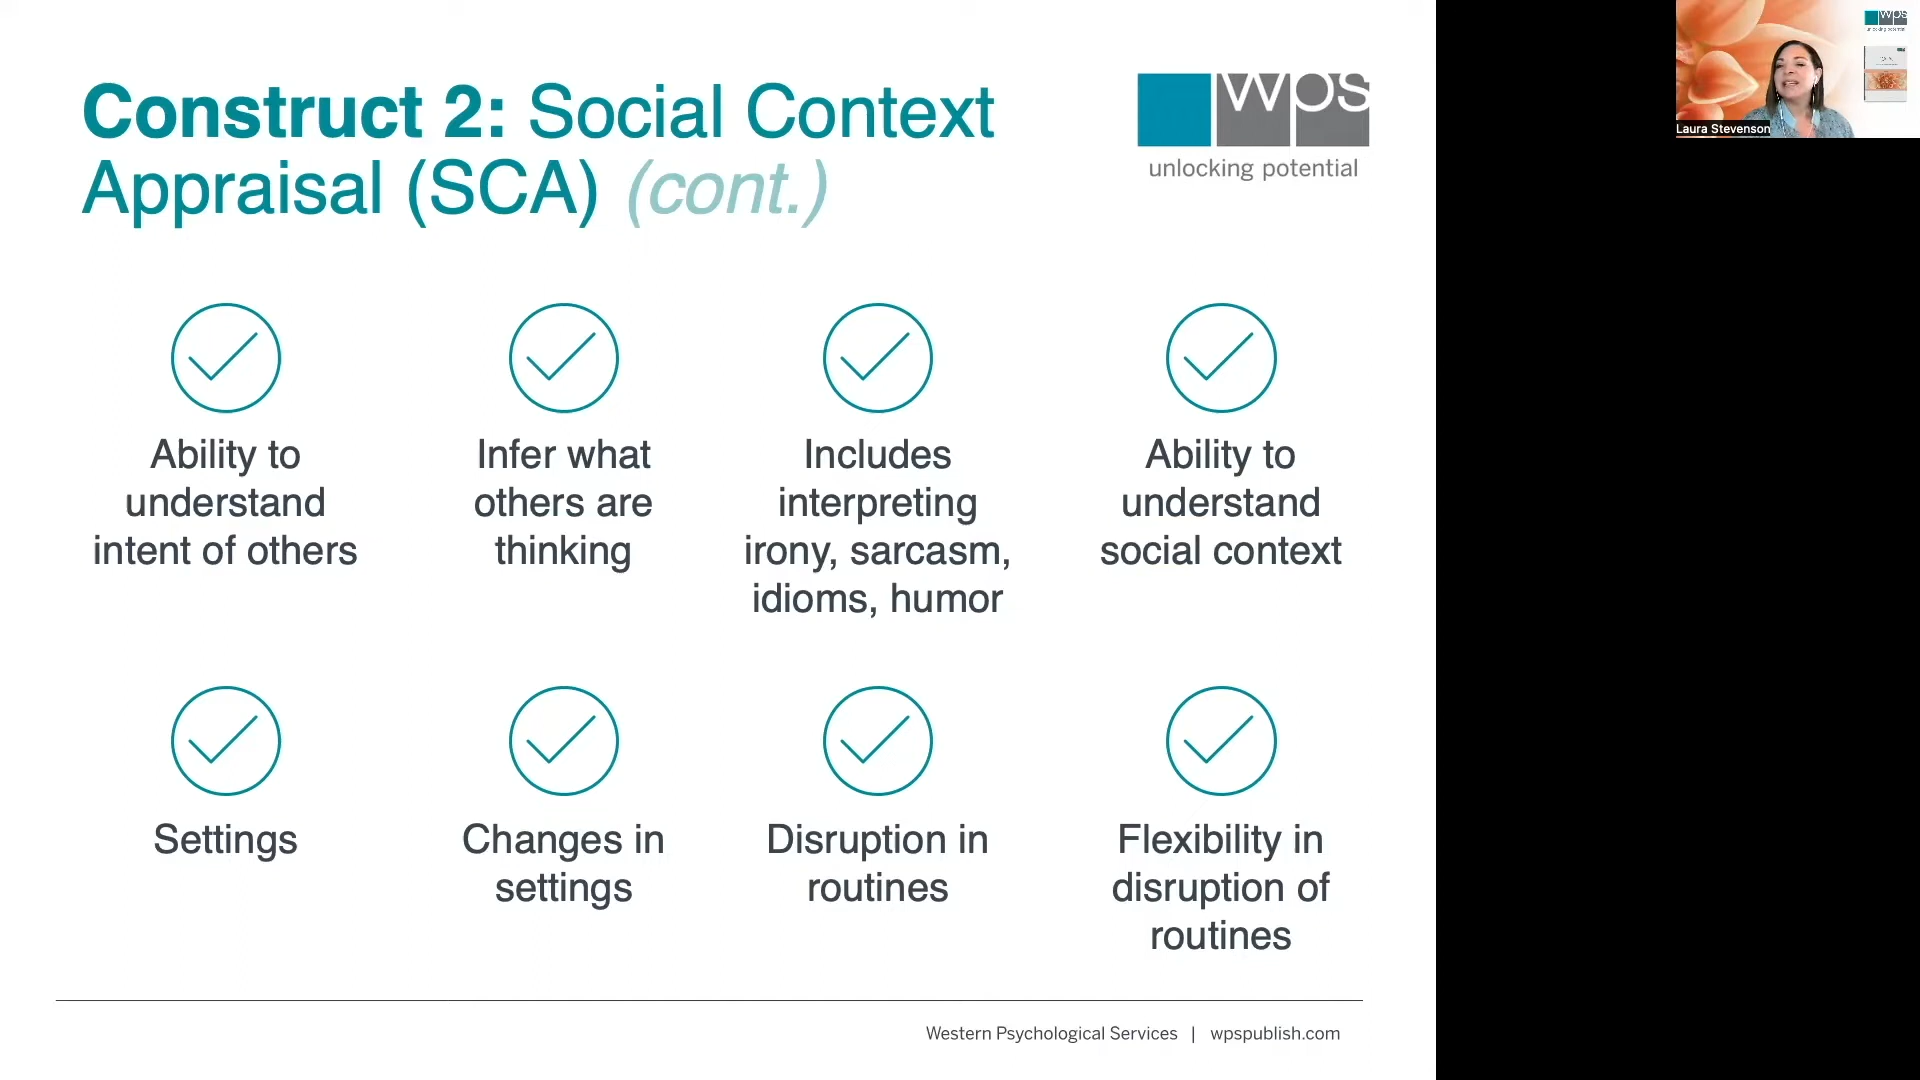 Construct 2: Social Context
Appraisal (SCA) (cont.)
wps
unlocking potential
Ability to
understand
intent of others
Infer what
others are
thinking
Includes
interpreting
irony, sarcasm,
idioms, humor
Ability to
understand
social context
Settings
Changes in
settings
Disruption in
routines
Flexibility in
disruption of
routines
Western Psychological Services | wpspublish.com
Laura Stevenson
wps